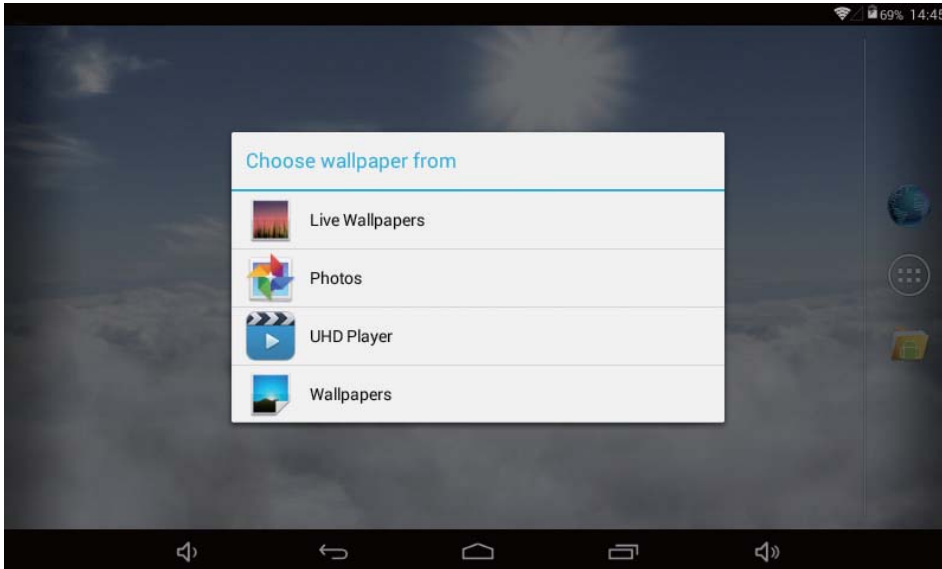 69% 14:45
Choose wallpaper from
Live Wallpapers
Photos
UHD Player
Wallpapers